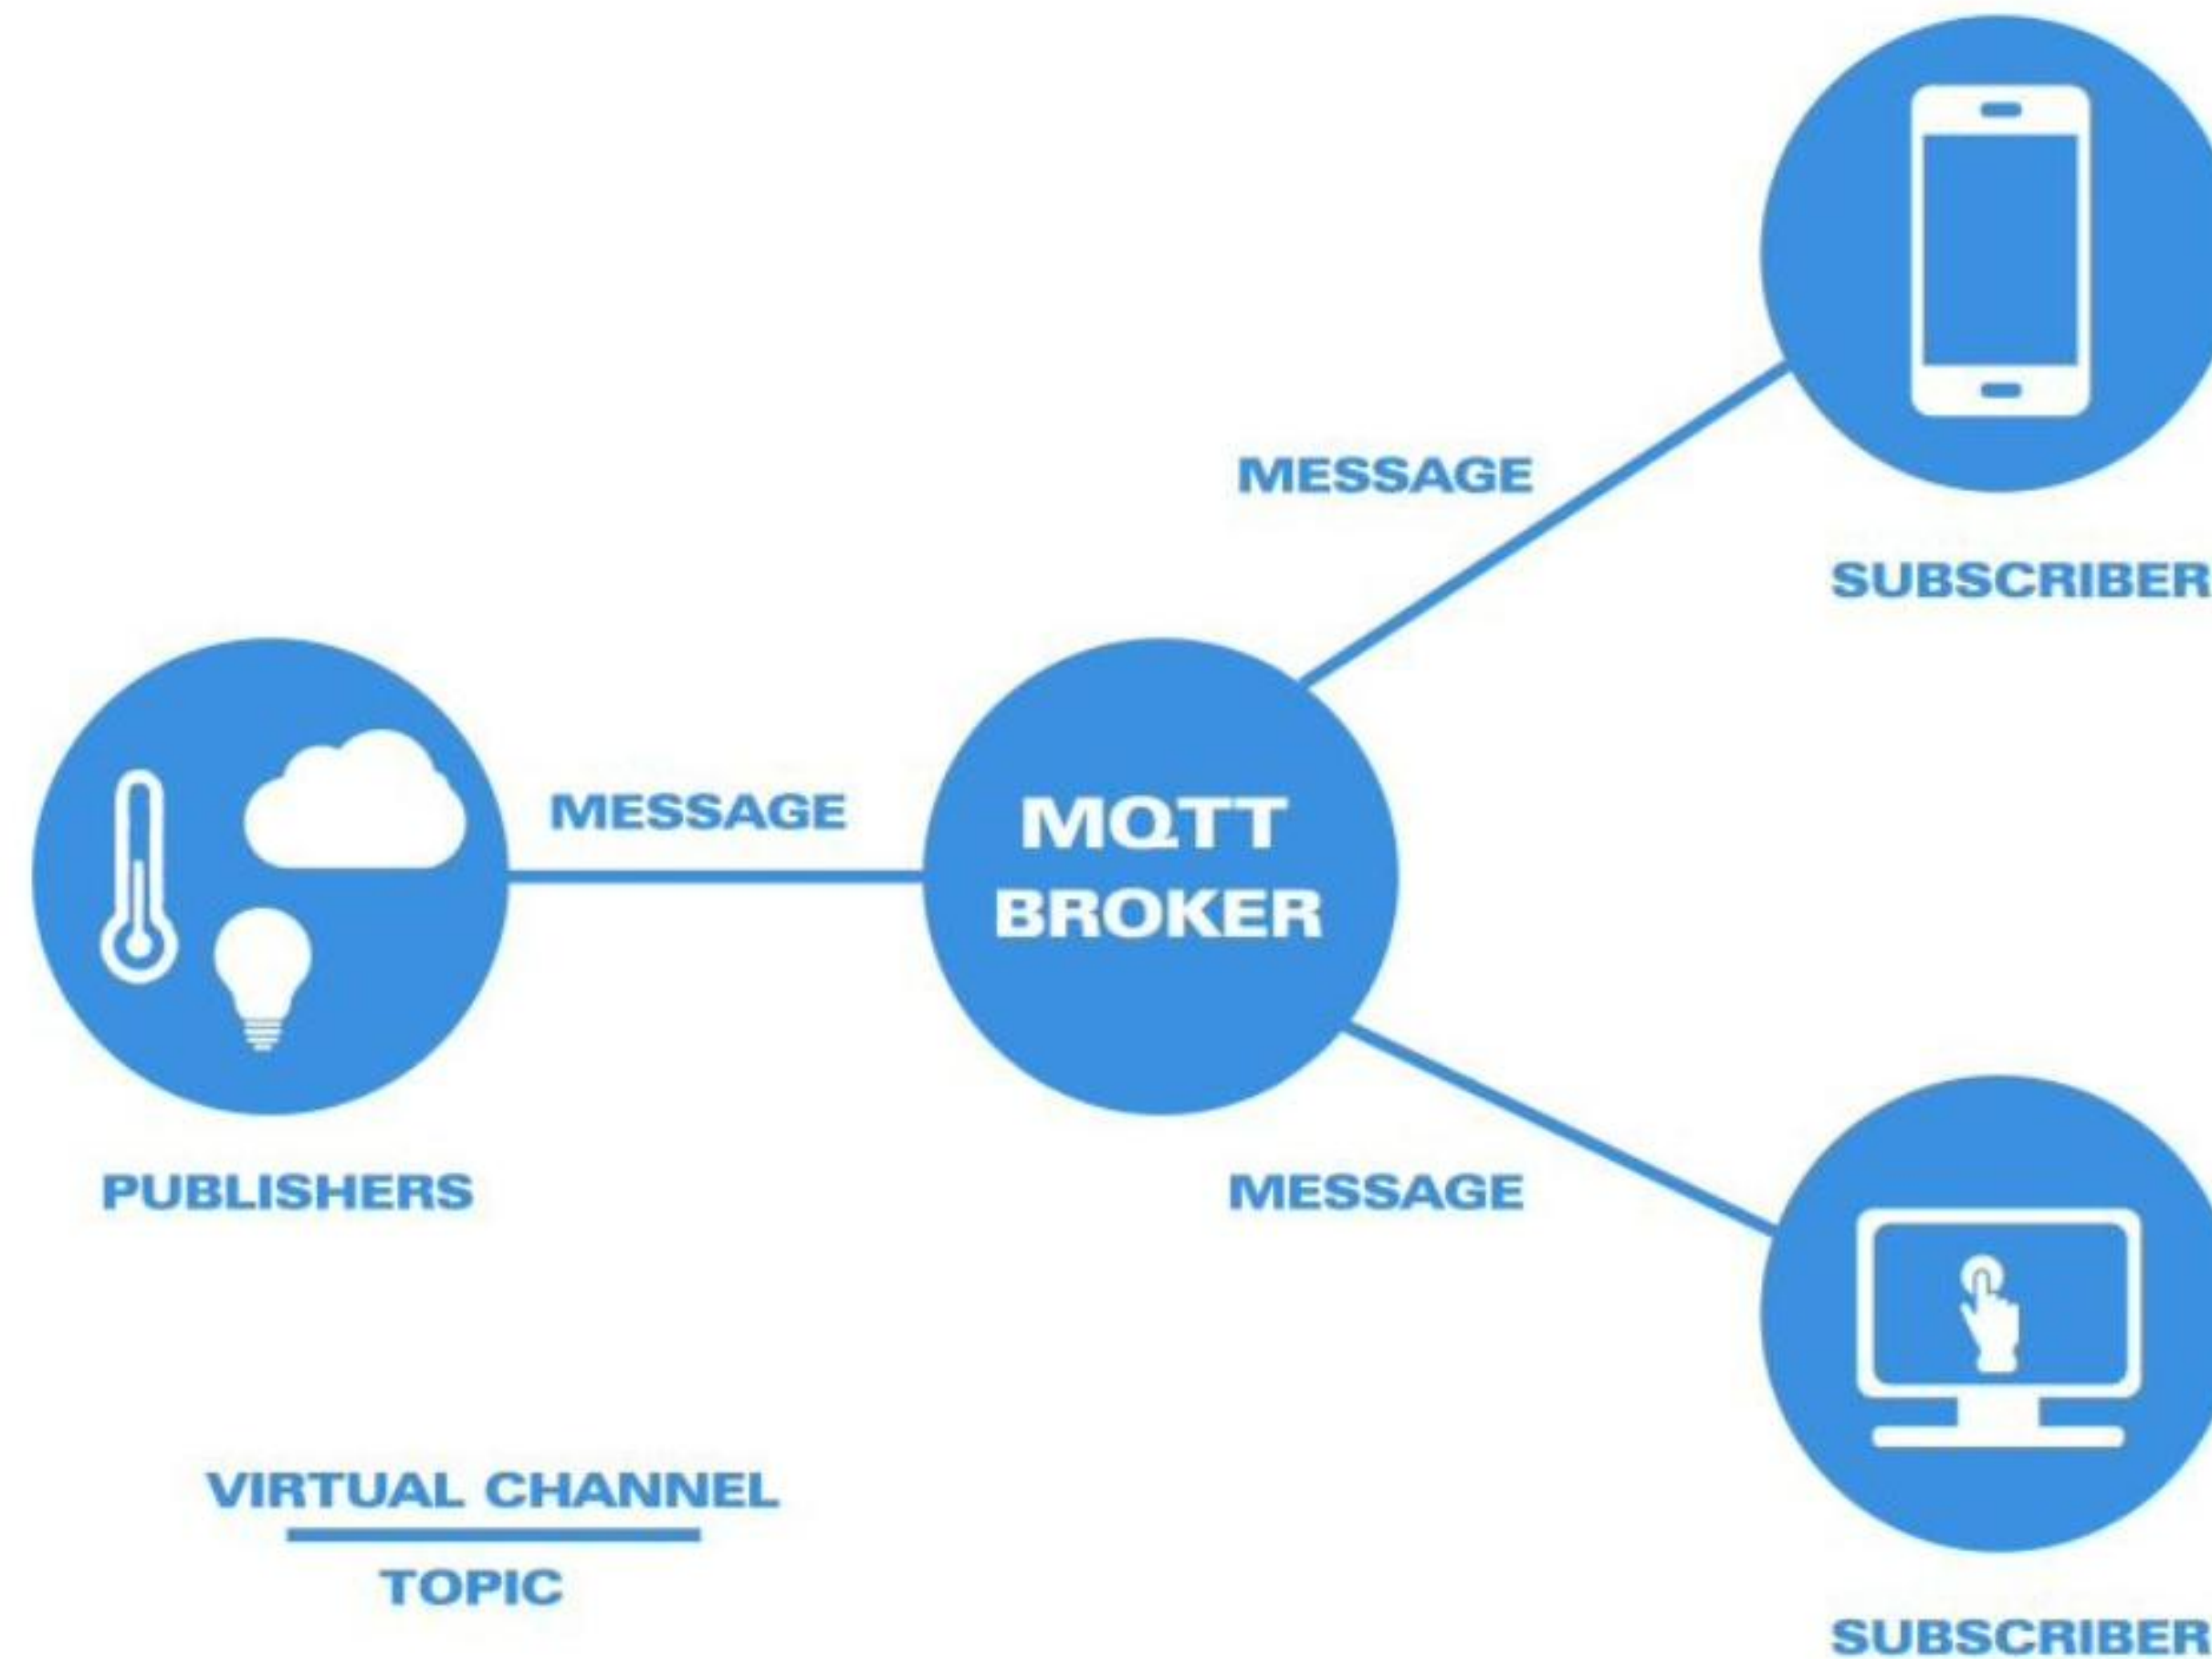 MESSAGE
SUBSCRIBER
MESSAGE
MQTT
BROKER
PUBLISHERS
MESSAGE
VIRTUAL CHANNEL
TOPIC
SUBSCRIBER